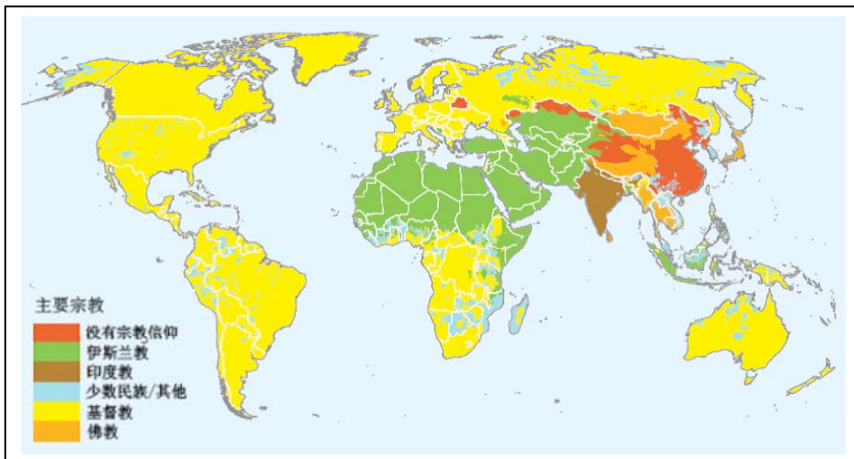 主要宗教
没有宗教信仰
伊斯兰教
印度教
少数民族/其他
基督教
佛教